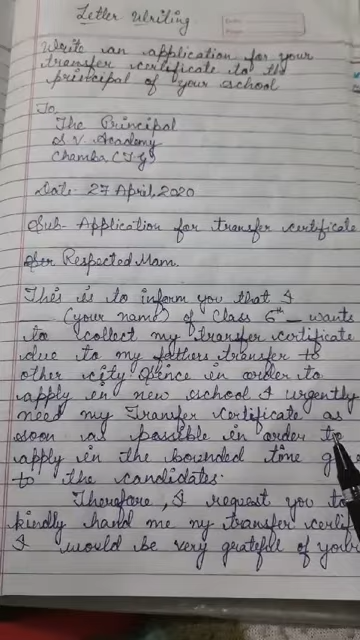 Letter Writing
Write an application for your
transfer certificate to the
principal of your school
To
The Principal
S.V. Academy
Chamba (T.G)
Date- 27 April, 2020
Sub- Application for transfer certificate
Respected Mam.
This is to inform you that I
(your name) of Class 6th wants
to collect my transfer certificate
due to my fathers transfer to
other city. Since in order to
apply in new school I urgently
need my Transfer certificate as
soon as possible in order to
apply in the bounded time
to the candidates.
Therefore, I request you to
kindly hand me my transfer certif
I would be very grateful of your